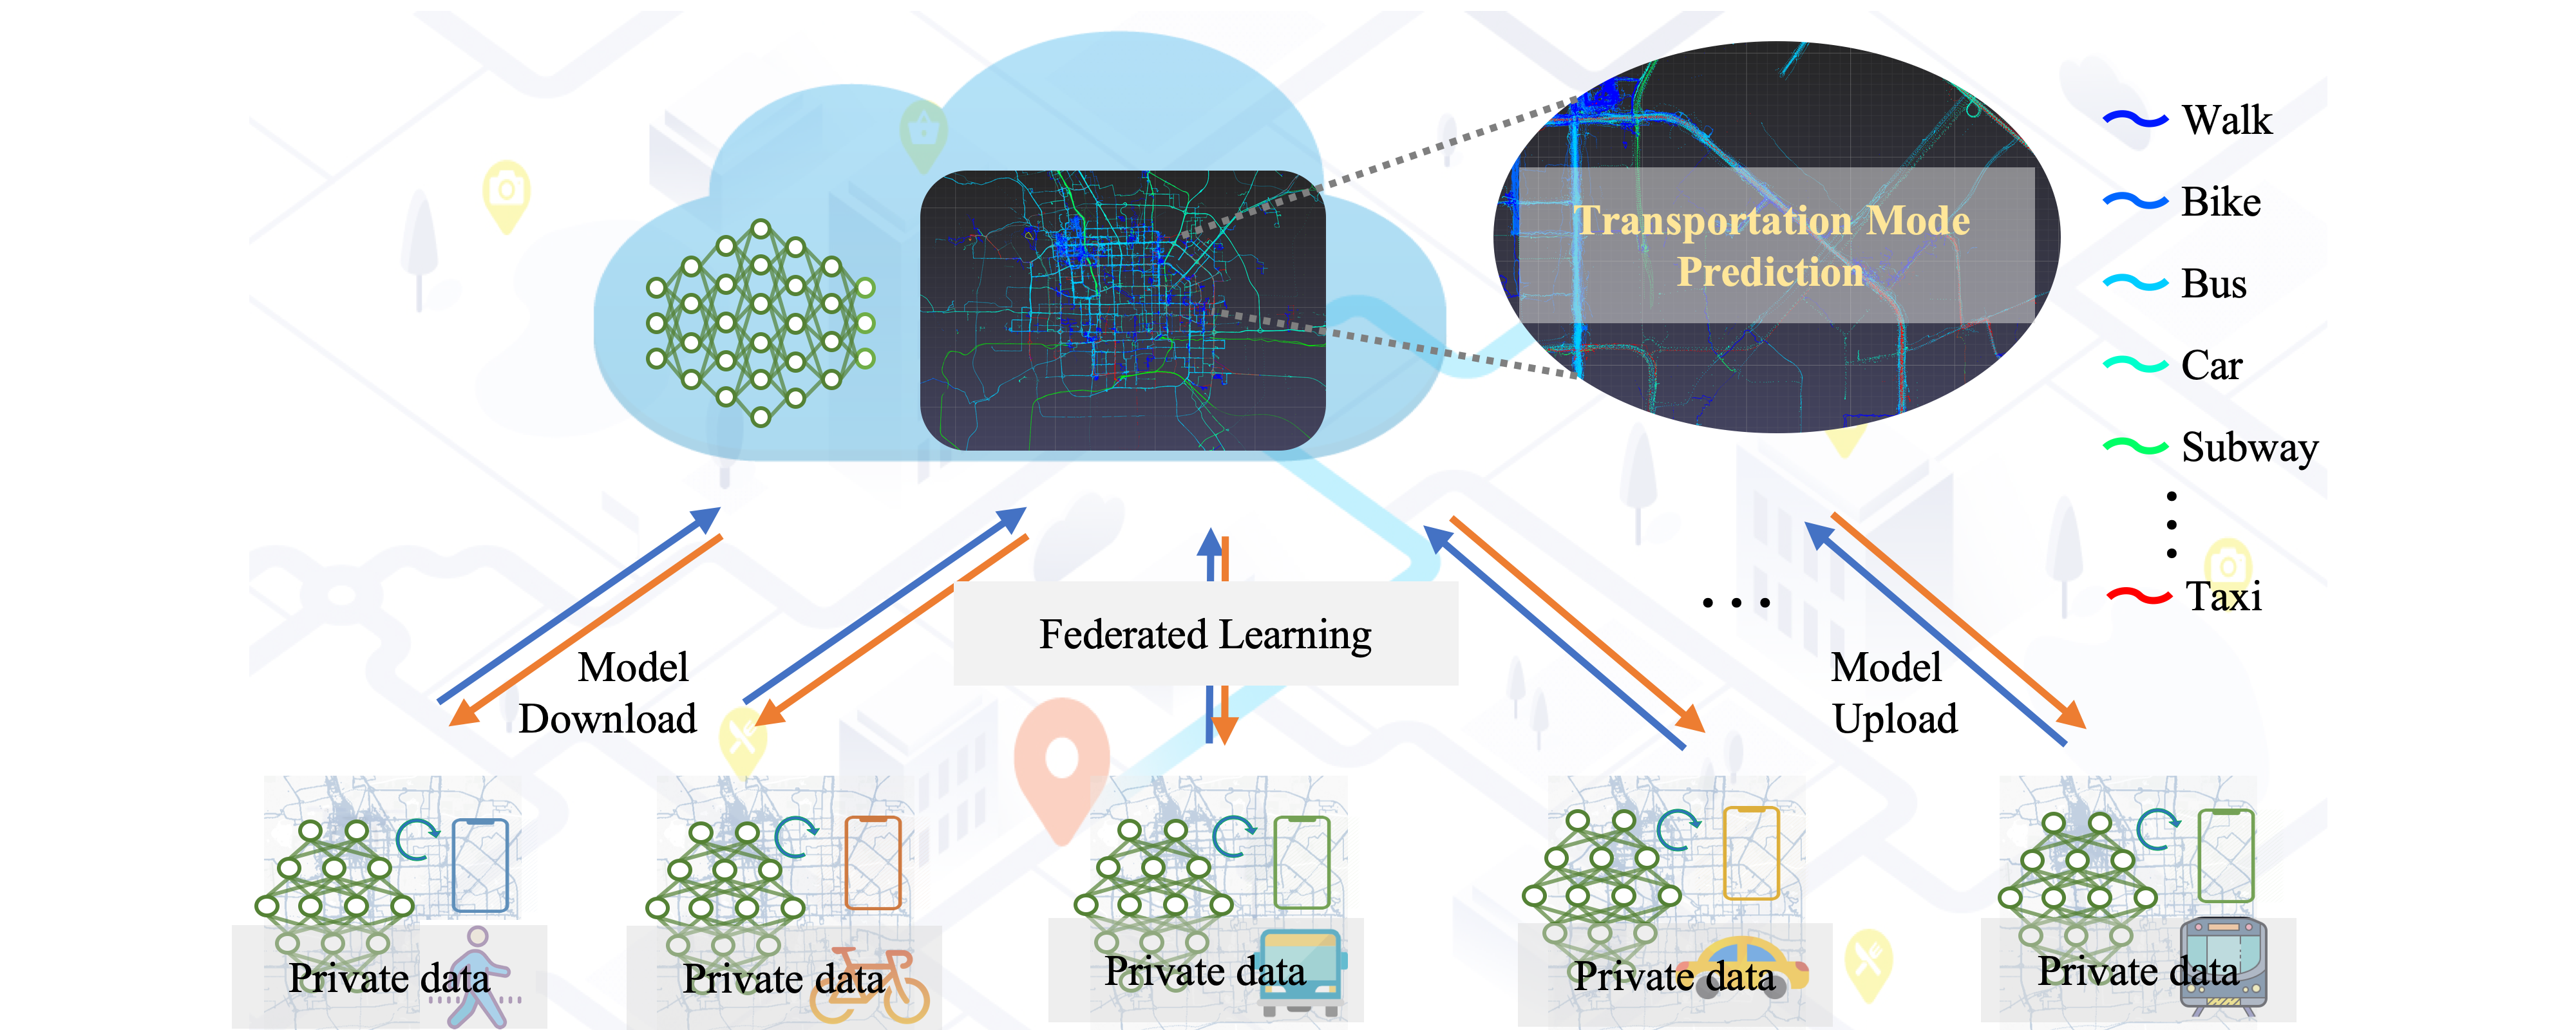 Transportation Mode
Prediction
Walk
Bike
Bus
Car
Subway
Taxi
Federated Learning
Model
Download
Model
Upload
Private data
Private data
Private data
Private data
Private data